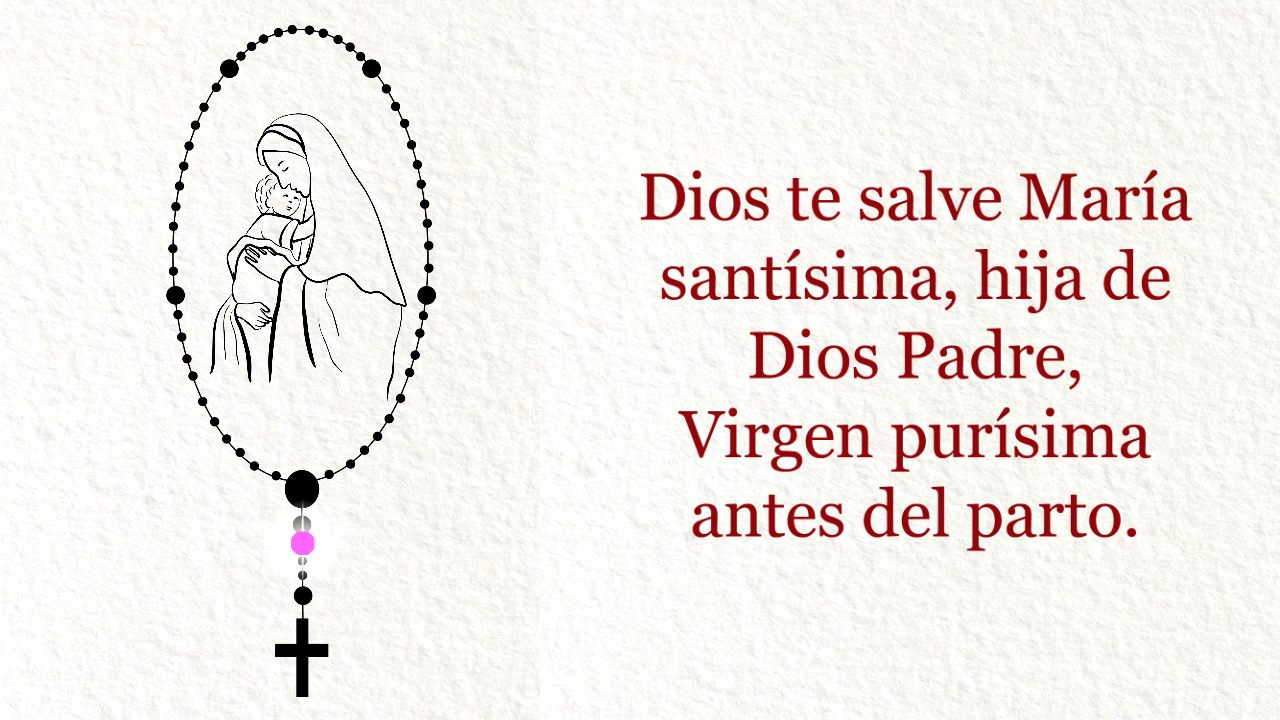 Dios te salve María
santísima, hija de
Dios Padre,
Virgen purísima
antes del parto.